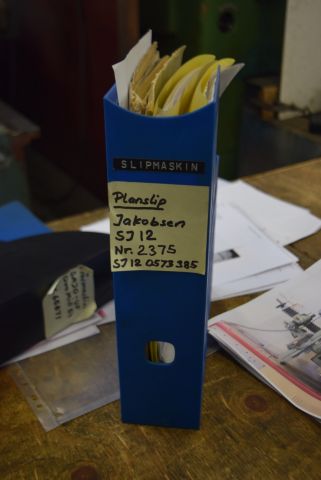 SLIPMASKIN
Planslip
Jakobsen
SJ 12
Nr. 2375
SJ 12 0573 385